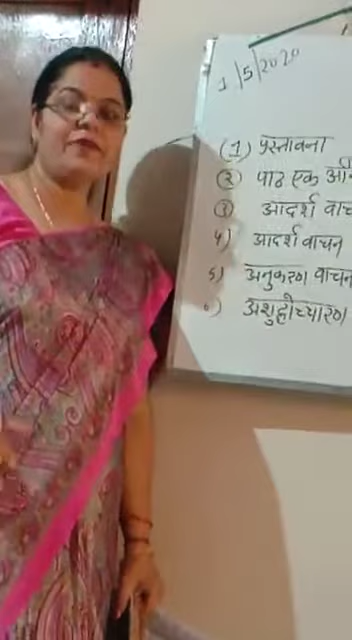 1/5/2020
(1) प्रस्तावना
(2) पाठ एक
(3) आदर्श वाच
4) आदर्श वाचन
5) अनुकरण वाचन
6) अशुद्धोच्चारण